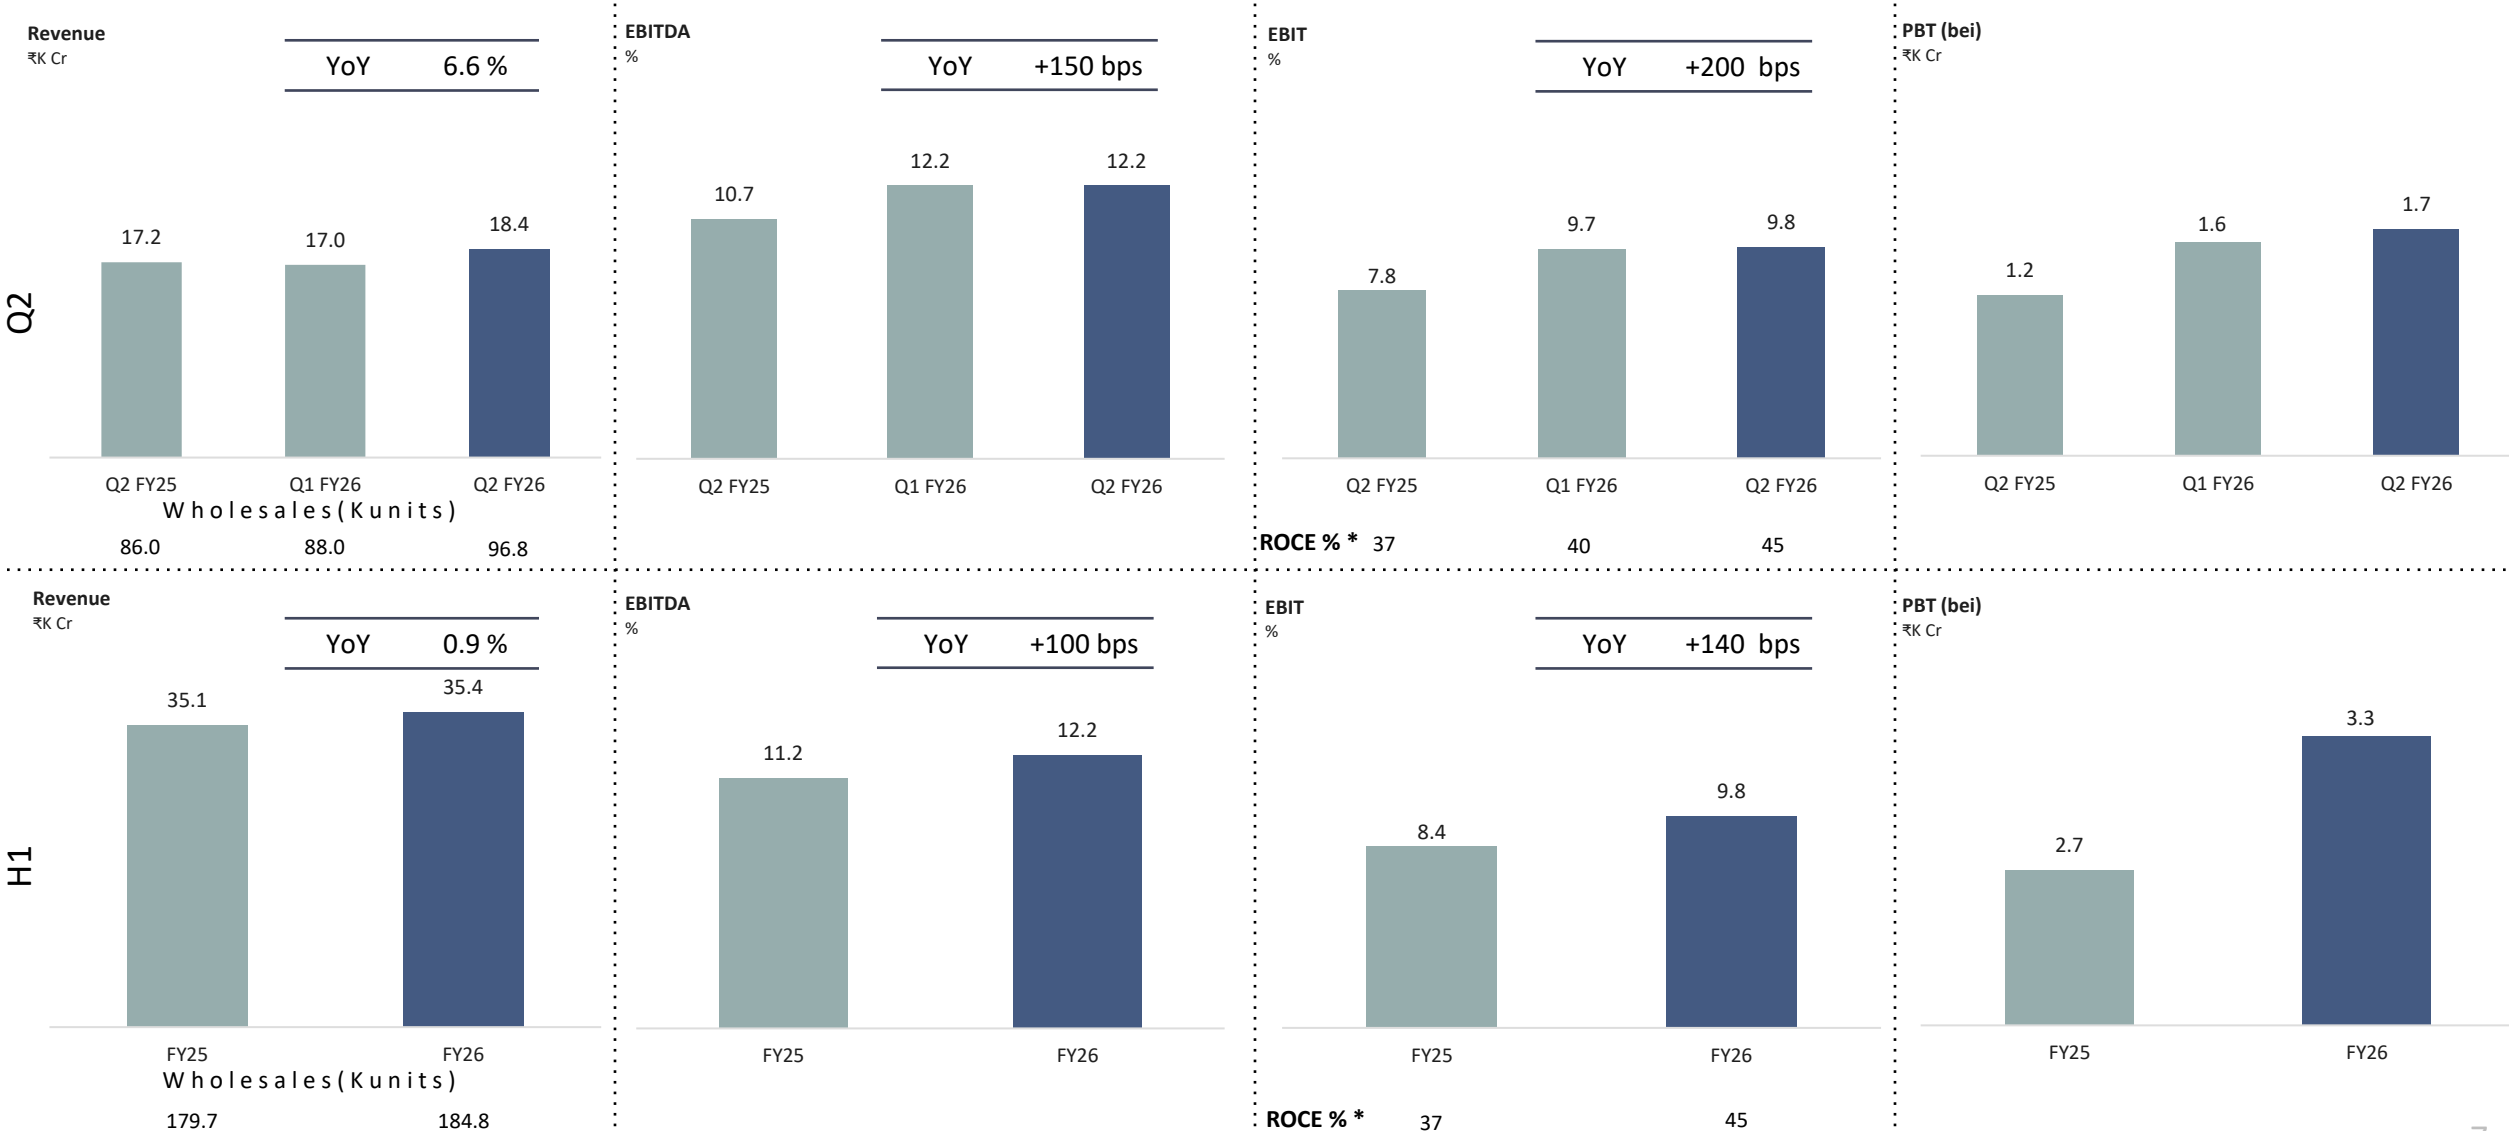 Revenue
₹K Cr
YoY 6.6 %
17.2
17.0
18.4
Q2
Q2 FY25 Q1 FY26 Q2 FY26
Wholesales(Kunits)
86.0 88.0 96.8
EBITDA
%
YoY +150 bps
10.7
12.2
12.2
Q2 FY25 Q1 FY26 Q2 FY26
EBIT
%
YoY +200 bps
7.8
9.7
9.8
Q2 FY25 Q1 FY26 Q2 FY26
ROCE % * 37 40 45
PBT (bei)
₹K Cr
1.2
1.6
1.7
Q2 FY25 Q1 FY26 Q2 FY26
Revenue
₹K Cr
YoY 0.9 %
35.1
35.4
H1
FY25 FY26
Wholesales(Kunits)
179.7 184.8
EBITDA
%
YoY +100 bps
11.2
12.2
FY25 FY26
EBIT
%
YoY +140 bps
8.4
9.8
FY25 FY26
ROCE % * 37 45
PBT (bei)
₹K Cr
2.7
3.3
FY25 FY26